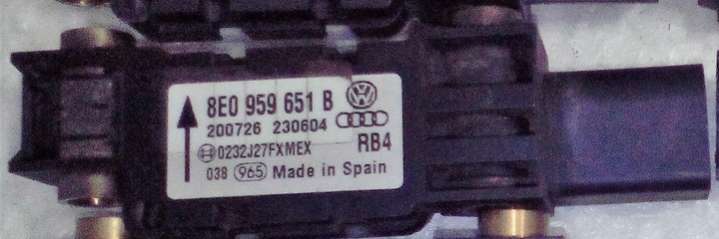 8E0 959 651 B
200726 230604
0232J27FXMEX RB4
038 965 Made in Spain